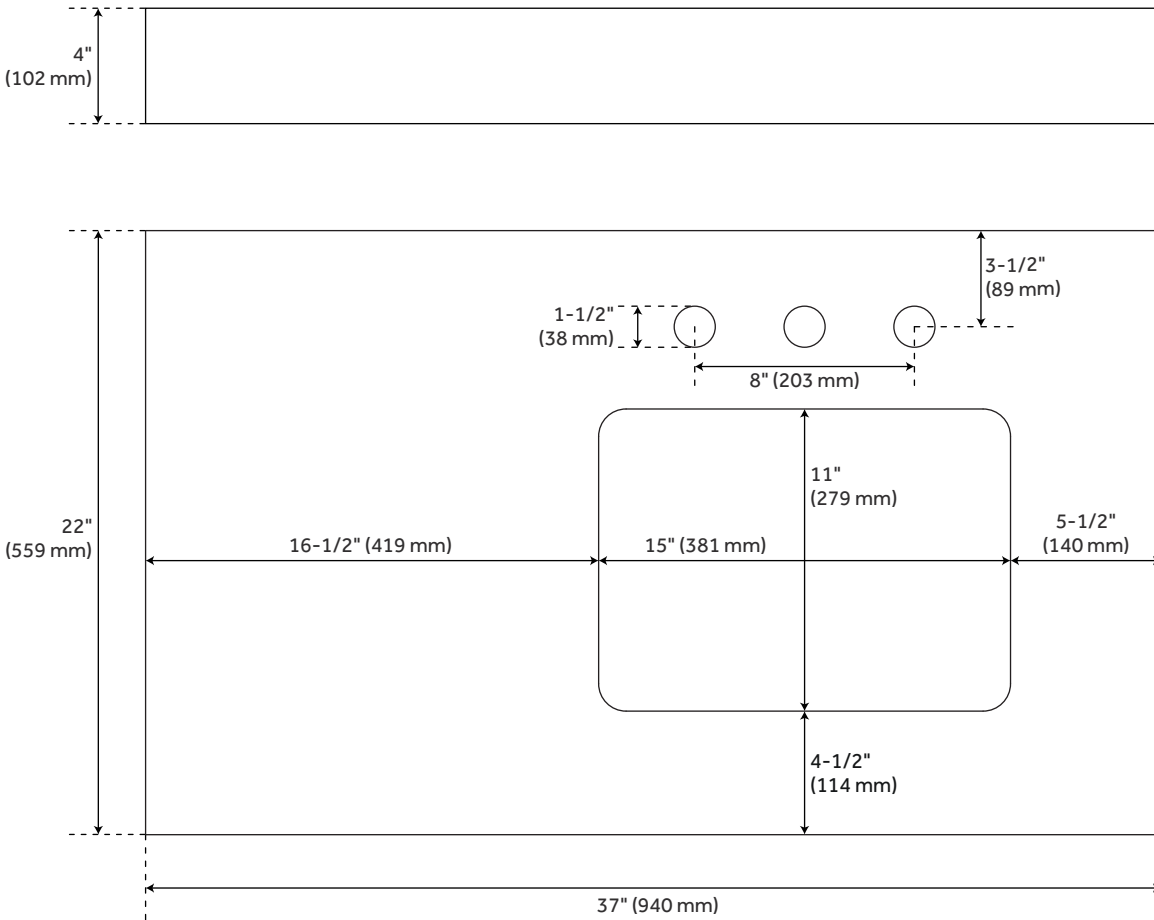 4"
(102 mm)
3-1/2"
(89 mm)
1-1/2"
(38 mm)
8" (203 mm)
11"
(279 mm)
22"
(559 mm)
16-1/2" (419 mm)
15" (381 mm)
5-1/2"
(140 mm)
4-1/2"
(114 mm)
37" (940 mm)